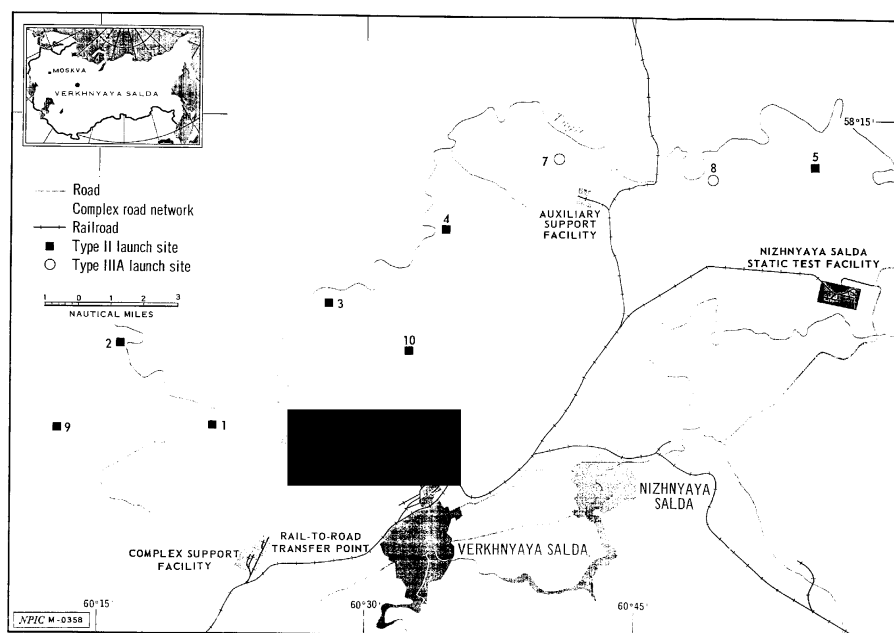 MOSKVA
VERKHNYAYA SALDA
58°15'
7
8
5
Road
Complex road network
Railroad
Type II launch site
Type IIIA launch site
AUXILIARY
SUPPORT
FACILITY
4
NIZHNYAYA SALDA
STATIC TEST FACILITY
1 0 1 2 3
NAUTICAL MILES
3
2
10
9
1
NIZHNYAYA
SALDA
RAIL-TO-ROAD
TRANSFER POINT
COMPLEX SUPPORT
FACILITY
VERKHNYAYA SALDA
60°15'
60°30'
60°45'
NPIC M-0358